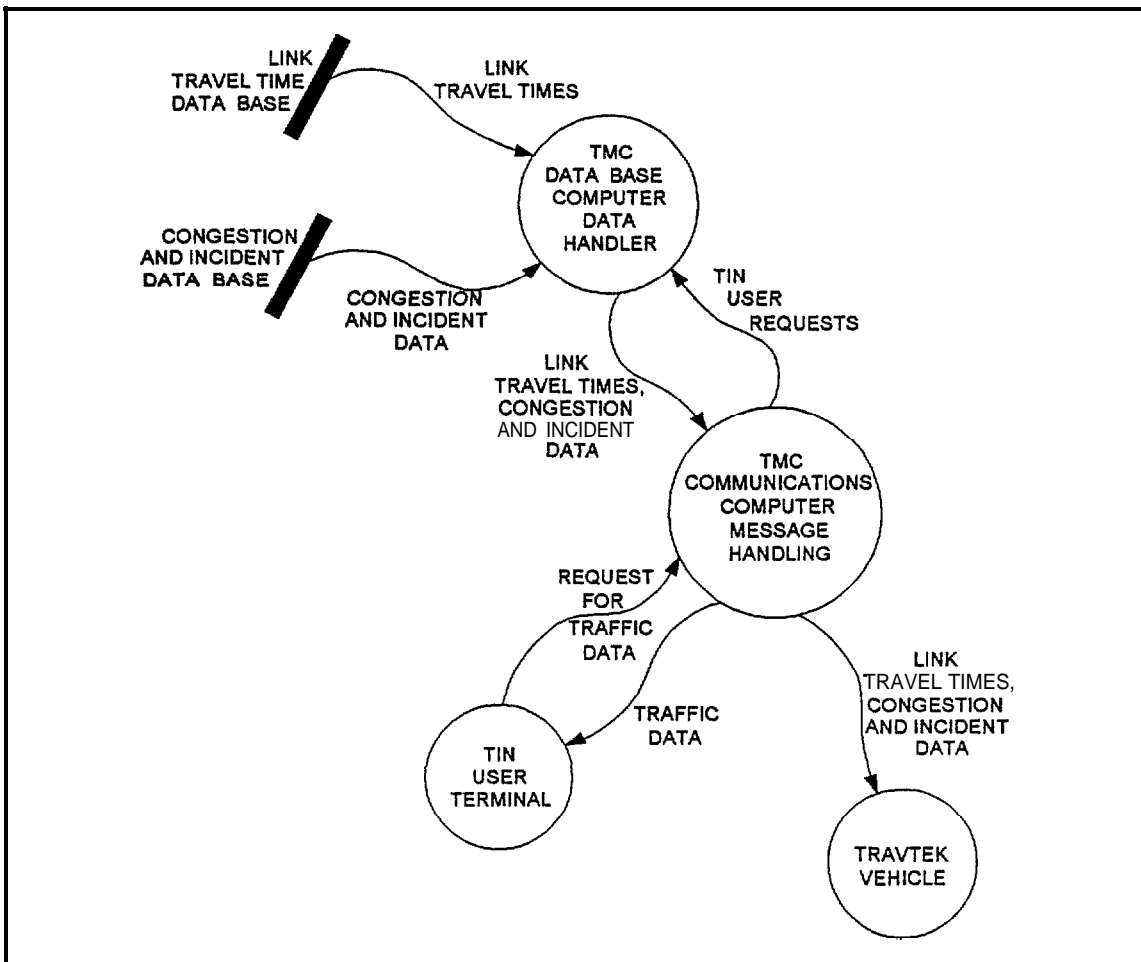 LINK
TRAVEL TIME
DATA BASE
LINK
TRAVEL TIMES
TMC
DATA BASE
COMPUTER
DATA
HANDLER
CONGESTION
AND INCIDENT
DATA BASE
CONGESTION
AND INCIDENT
DATA
TIN
USER
REQUESTS
LINK
TRAVEL TIMES,
CONGESTION
AND INCIDENT
DATA
TMC
COMMUNICATIONS
COMPUTER
MESSAGE
HANDLING
REQUEST
FOR
TRAFFIC
DATA
TRAFFIC
DATA
LINK
TRAVEL TIMES,
CONGESTION
AND INCIDENT
DATA
TIN
USER
TERMINAL
TRAVTEK
VEHICLE